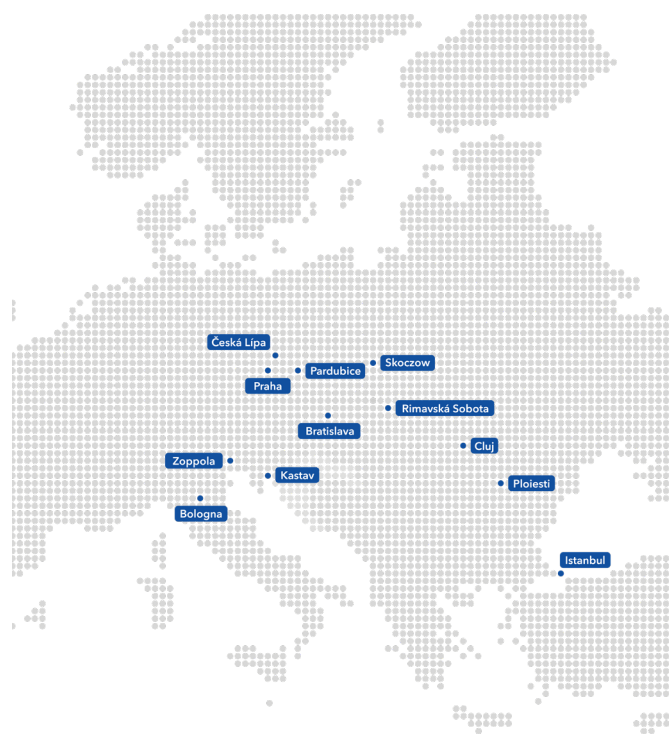 Česká Lípa
Skoczow
Pardubice
Praha
Rimavská Sobota
Bratislava
Cluj
Zoppola
Kastav
Ploiesti
Bologna
Istanbul